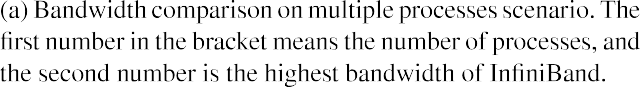 (a) Bandwidth comparison on multiple processes scenario. The
first number in the bracket means the number of processes, and
the second number is the highest bandwidth of InfiniBand.